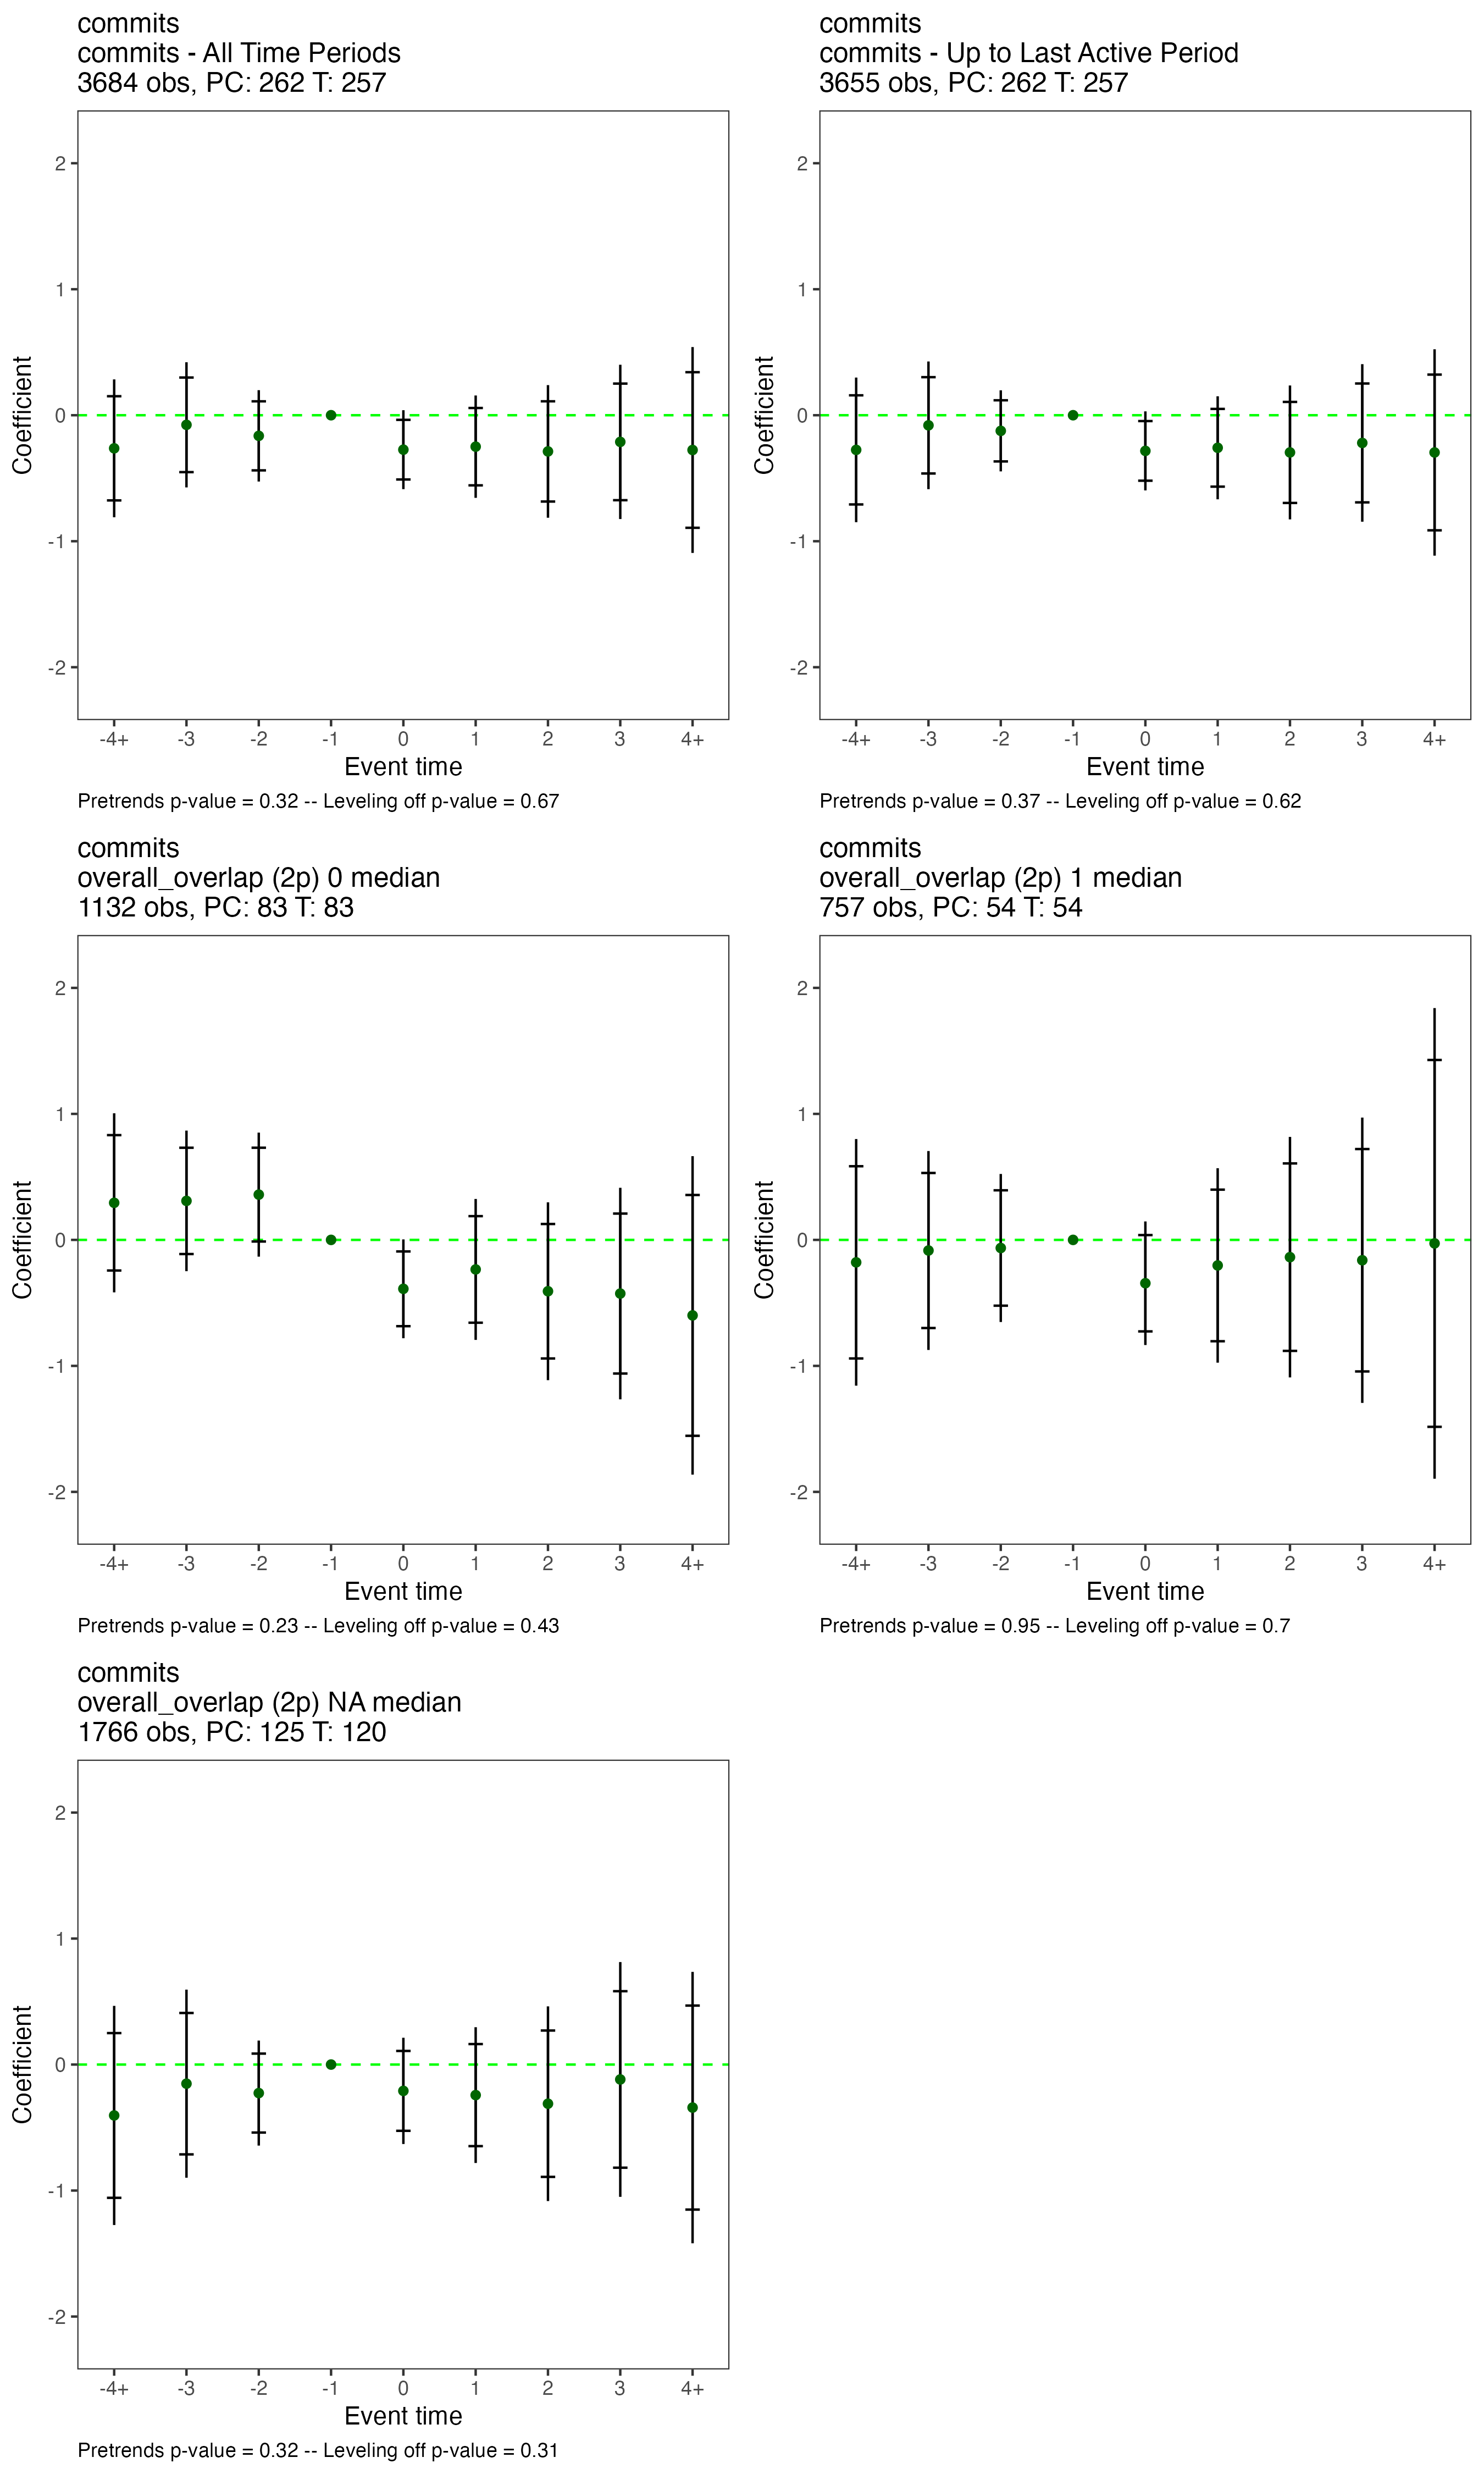 commits
commits - All Time Periods
3684 obs, PC: 262 T: 257
Coefficient
2
1
0
-1
-2
-4+ -3 -2 -1 0 1 2 3 4+
Event time
Pretrends p-value = 0.32 -- Leveling off p-value = 0.67
commits
commits - Up to Last Active Period
3655 obs, PC: 262 T: 257
Coefficient
2
1
0
-1
-2
-4+ -3 -2 -1 0 1 2 3 4+
Event time
Pretrends p-value = 0.37 -- Leveling off p-value = 0.62
commits
overall_overlap (2p) 0 median
1132 obs, PC: 83 T: 83
Coefficient
2
1
0
-1
-2
-4+ -3 -2 -1 0 1 2 3 4+
Event time
Pretrends p-value = 0.23 -- Leveling off p-value = 0.43
commits
overall_overlap (2p) 1 median
757 obs, PC: 54 T: 54
Coefficient
2
1
0
-1
-2
-4+ -3 -2 -1 0 1 2 3 4+
Event time
Pretrends p-value = 0.95 -- Leveling off p-value = 0.7
commits
overall_overlap (2p) NA median
1766 obs, PC: 125 T: 120
Coefficient
2
1
0
-1
-2
-4+ -3 -2 -1 0 1 2 3 4+
Event time
Pretrends p-value = 0.32 -- Leveling off p-value = 0.31